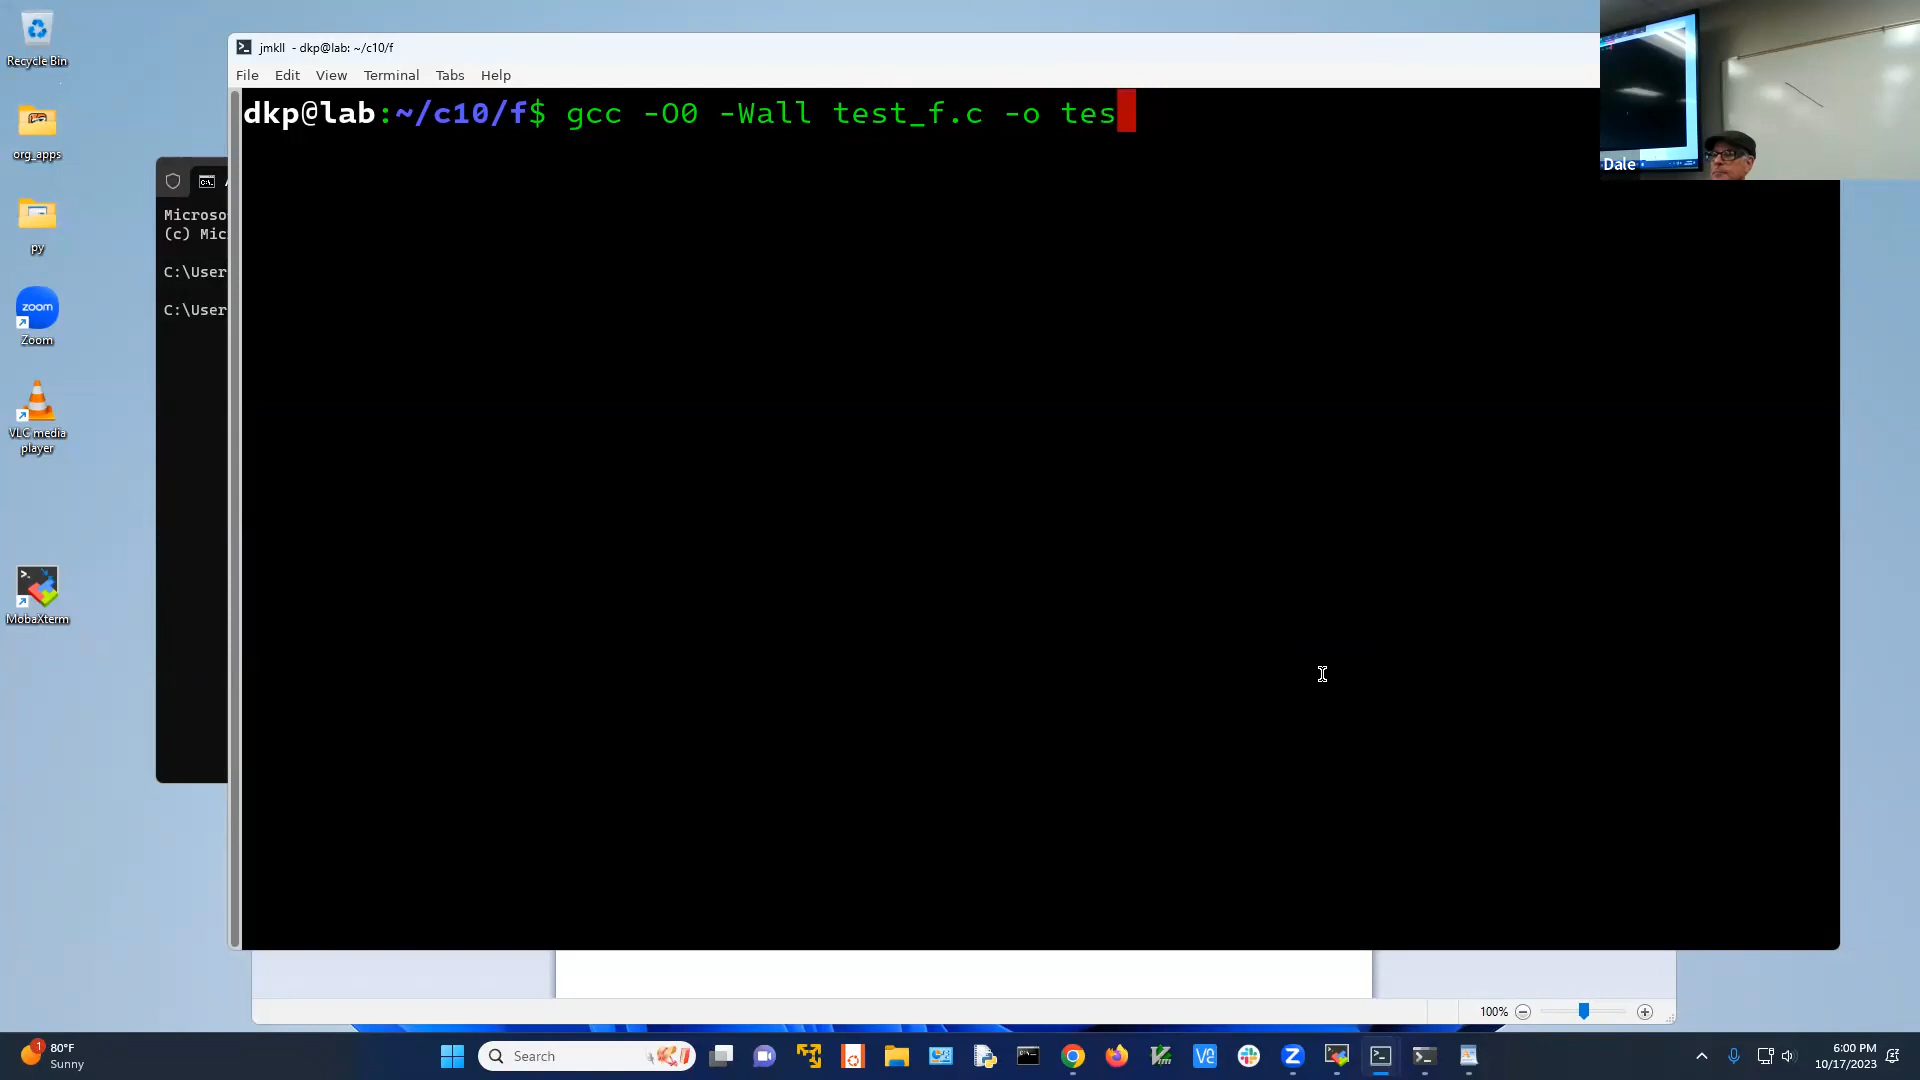 Recycle Bin
org_apps
py
zoom
Zoom
VLC media
player
MobaXterm
Microso
(c) Mic
C:\User
C:\User
jmkll - dkp@lab: ~/c10/f
File Edit View Terminal Tabs Help
dkp@lab:~/c10/f$ gcc -O0 -Wall test_f.c -o tes
Dale
100%
1
80°F
Sunny
Search
6:00 PM
10/17/2023